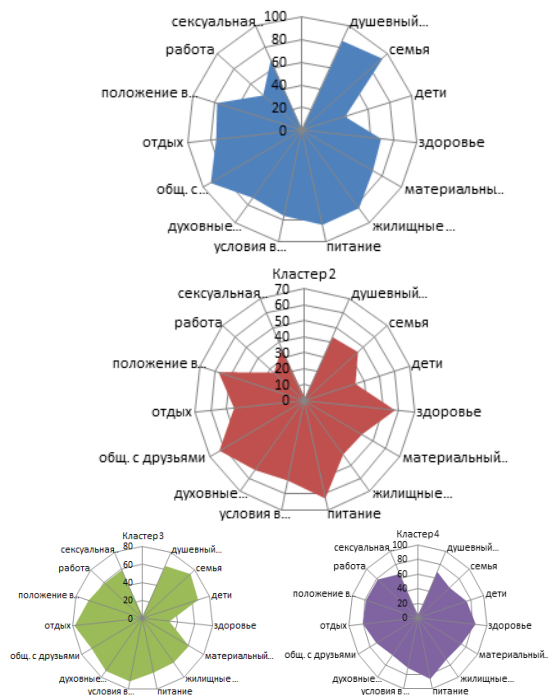 100
80
60
40
20
0
сексуальная...
душевный...
семья
дети
здоровье
материальны...
жилищные...
питание
условия в...
духовные...
общ. с...
отдых
положение в...
работа
Кластер2
70
60
50
40
30
20
10
0
сексуальная...
душевный...
семья
дети
здоровье
материальный...
жилищные...
питание
условия в...
духовные...
общ. с друзьями
отдых
положение в...
работа
Кластер3
80
60
40
20
0
сексуальная...
душевный...
семья
дети
здоровье
материальный...
жилищные...
питание
условия в...
духовные...
общ. с друзьями
отдых
положение в...
работа
Кластер4
100
80
60
40
20
0
сексуальная...
душевный...
семья
дети
здоровье
материальный...
жилищные...
питание
условия в...
духовные...
общ. с друзьями
отдых
положение в...
работа